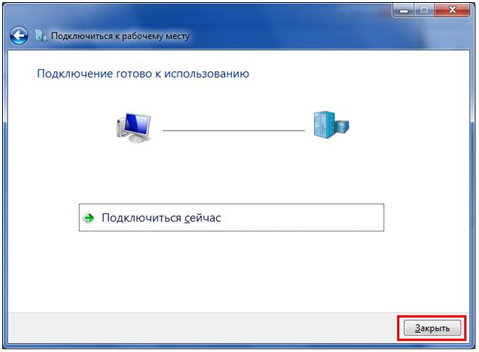 Подключиться к рабочему месту
Подключение готово к использованию
Подключиться сейчас
Закрыть